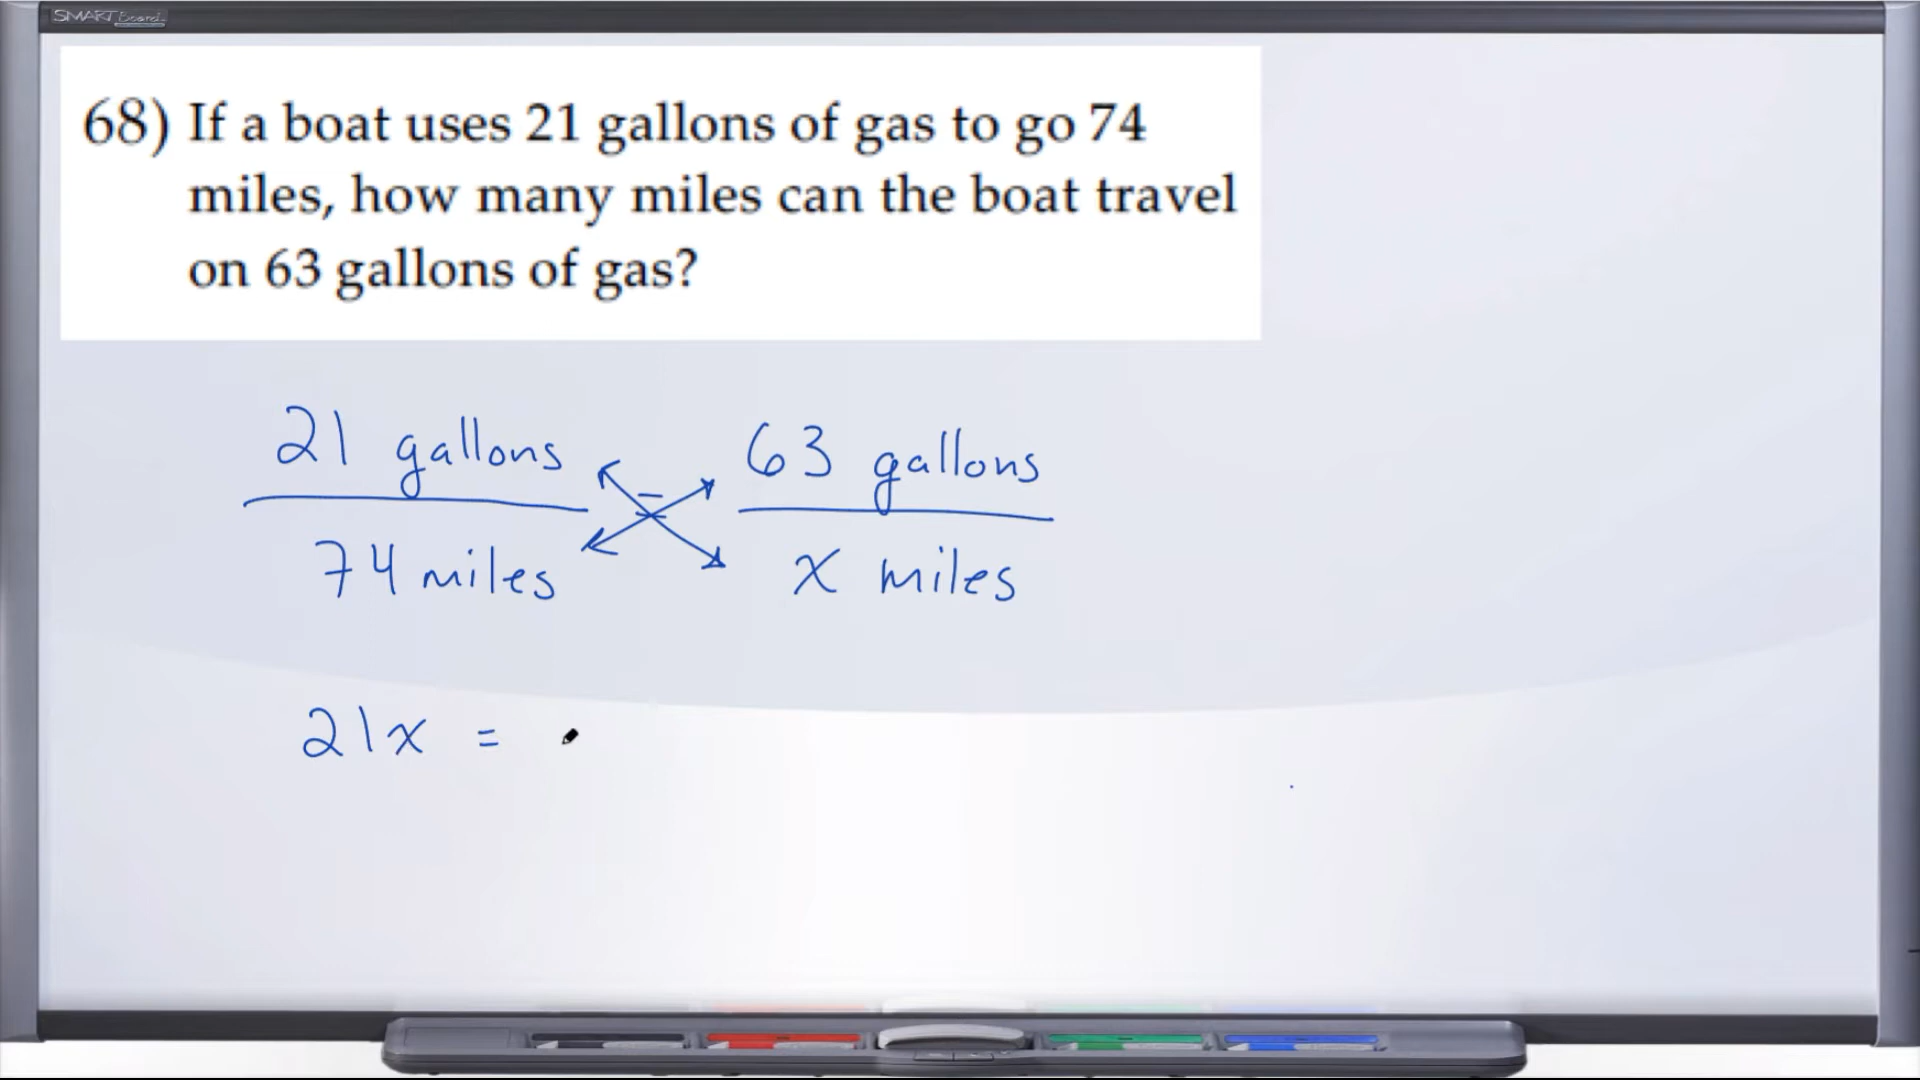 SMART Board
68) If a boat uses 21 gallons of gas to go 74
miles, how many miles can the boat travel
on 63 gallons of gas?
21 gallons = 63 gallons
74 miles x miles
21x =